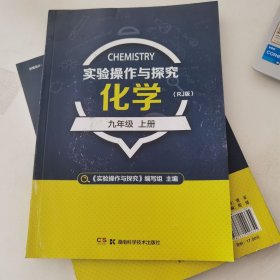 CHEMISTRY
实验操作与探究
化学
(RJ版)
九年级 上册
《实验操作与探究》编写组 主编
CS 湖南科学技术出版社